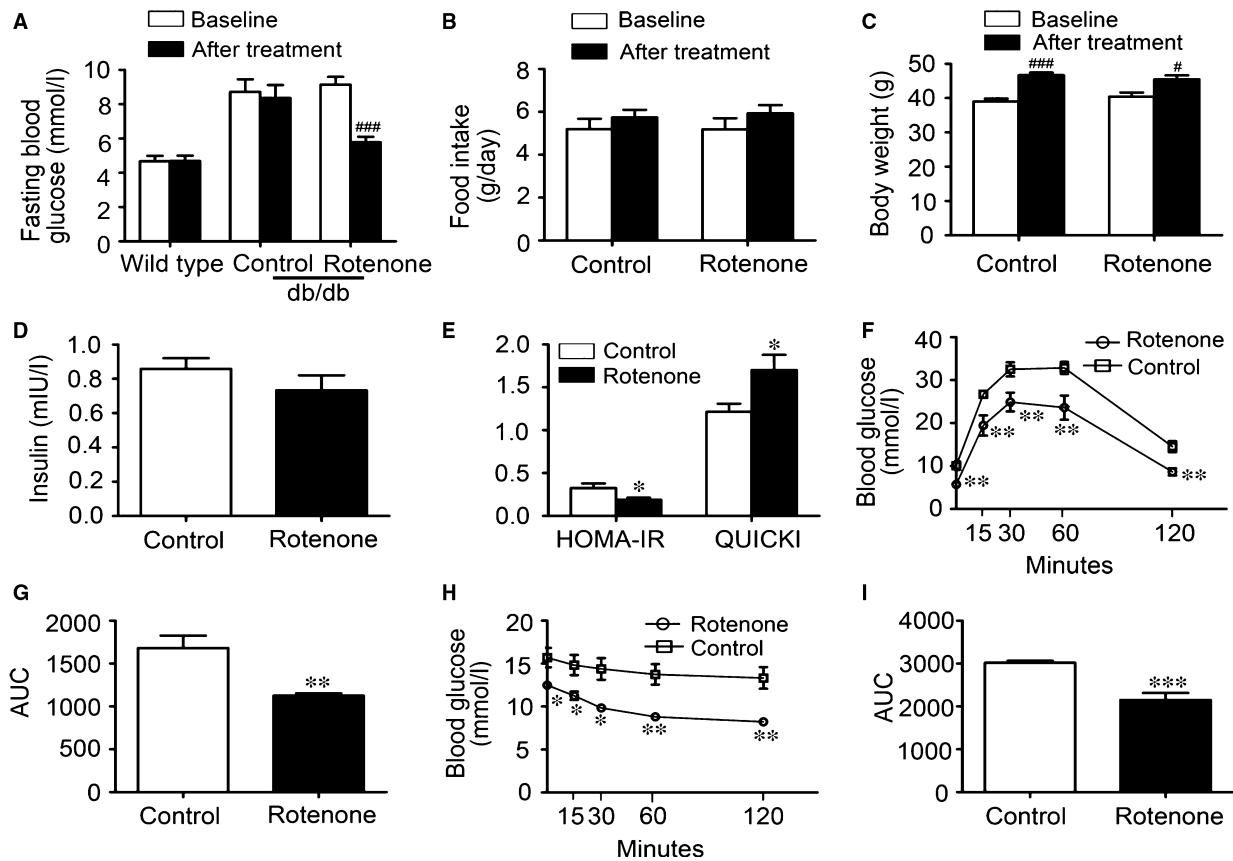 A
Baseline
After treatment
Fasting blood
glucose (mmol/l)
10
8
6
4
2
0
###
Wild type
Control
Rotenone
db/db
B
Baseline
After treatment
Food intake
(g/day)
8
6
4
2
0
Control
Rotenone
C
Baseline
After treatment
Body weight (g)
50
40
30
20
10
0
###
#
Control
Rotenone
D
Insulin (mIU/l)
1.0
0.8
0.6
0.4
0.2
0.0
Control
Rotenone
E
Control
Rotenone
2.0
1.5
1.0
0.5
0.0
*
*
HOMA-IR
QUICKI
F
Rotenone
Control
Blood glucose
(mmol/l)
40
30
20
10
0
**
**
**
**
**
15
30
60
120
Minutes
G
AUC
2000
1500
1000
500
0
**
Control
Rotenone
H
Rotenone
Control
Blood glucose
(mmol/l)
20
15
10
5
0
*
*
*
**
**
15
30
60
120
Minutes
I
AUC
4000
3000
2000
1000
0
***
Control
Rotenone